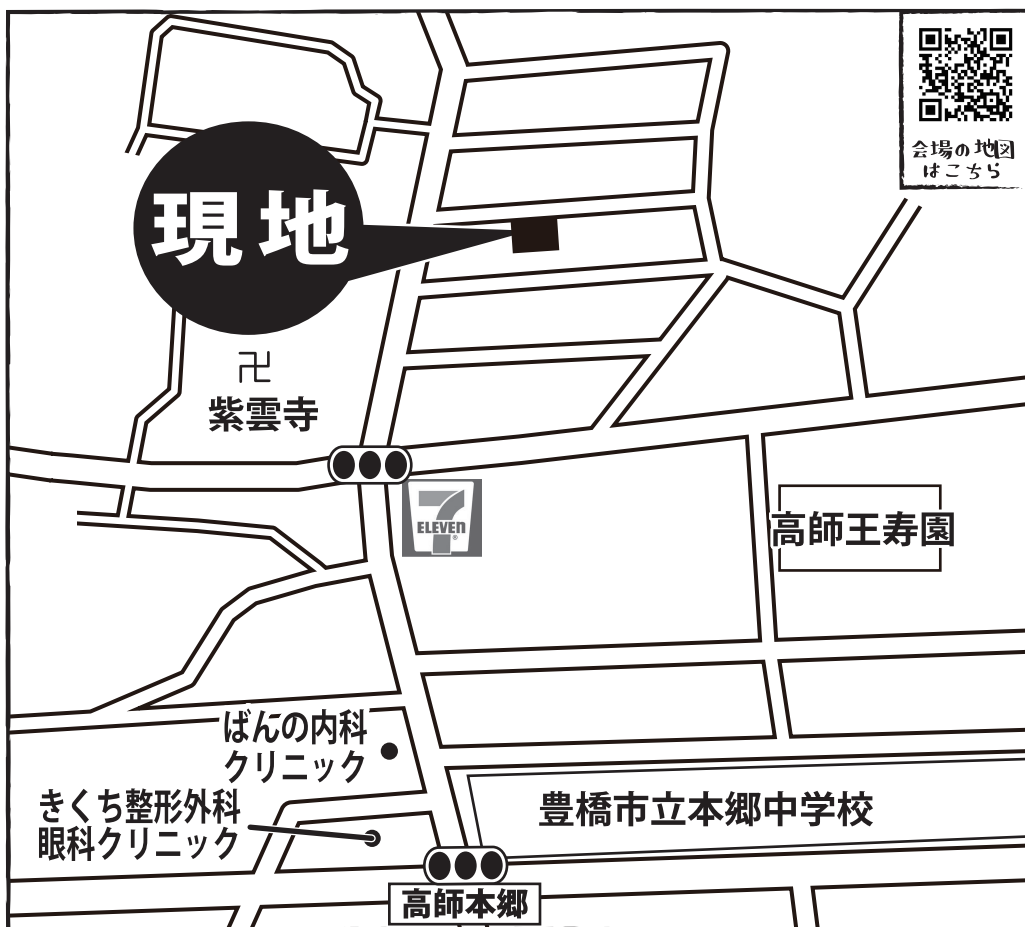 会場の地図
はこちら
現地
卍
紫雲寺
7
ELEVEN
®
高師王寿園
ばんの内科
クリニック
きくち整形外科
眼科クリニック
豊橋市立本郷中学校
高師本郷